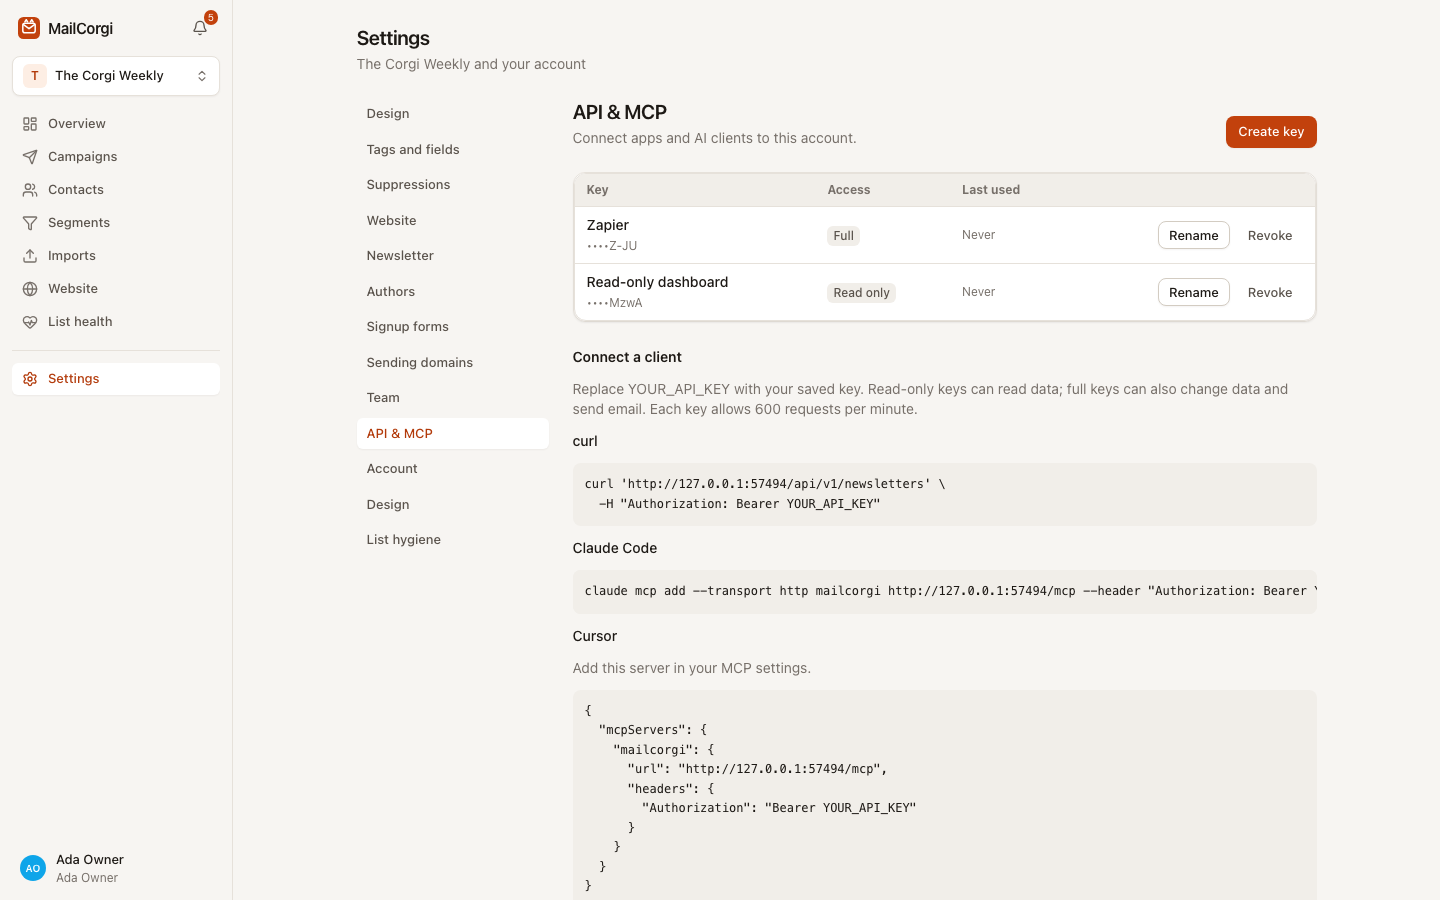 MailCorgi
5
T The Corgi Weekly
Overview
Campaigns
Contacts
Segments
Imports
Website
List health
Settings
AO
Ada Owner
Ada Owner
Settings
The Corgi Weekly and your account
Design
Tags and fields
Suppressions
Website
Newsletter
Authors
Signup forms
Sending domains
Team
API & MCP
Account
Design
List hygiene
API & MCP
Connect apps and AI clients to this account.
Create key
Key Access Last used
Zapier
••••Z-JU
Full
Never
Rename
Revoke
Read-only dashboard
••••MzwA
Read only
Never
Rename
Revoke
Connect a client
Replace YOUR_API_KEY with your saved key. Read-only keys can read data; full keys can also change data and
send email. Each key allows 600 requests per minute.
curl
curl 'http://127.0.0.1:57494/api/v1/newsletters' \
-H "Authorization: Bearer YOUR_API_KEY"
Claude Code
claude mcp add --transport http mailcorgi http://127.0.0.1:57494/mcp --header "Authorization: Bearer
Cursor
Add this server in your MCP settings.
{
"mcpServers": {
"mailcorgi": {
"url": "http://127.0.0.1:57494/mcp",
"headers": {
"Authorization": "Bearer YOUR_API_KEY"
}
}
}
}